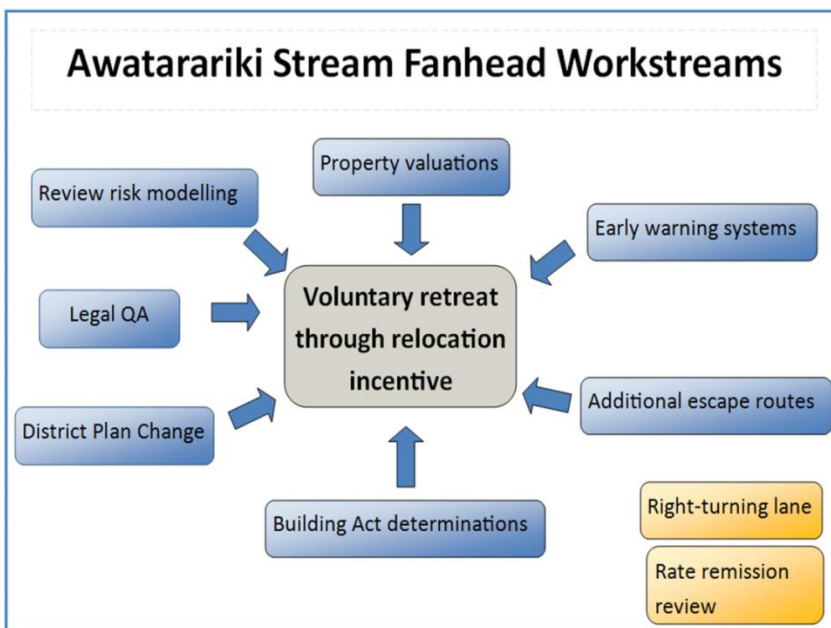 Awatarariki Stream Fanhead Workstreams
Property valuations
Review risk modelling
Early warning systems
Voluntary retreat
through relocation
incentive
Legal QA
Additional escape routes
District Plan Change
Building Act determinations
Right-turning lane
Rate remission
review